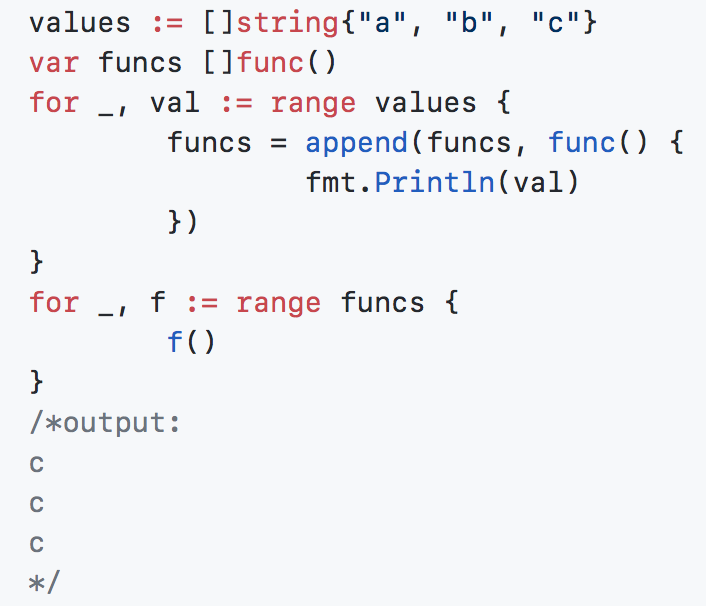 values := []string{"a", "b", "c"}
var funcs []func()
for _, val := range values {
        funcs = append(funcs, func() {
                fmt.Println(val)
        })
}
for _, f := range funcs {
        f()
}
/*output:
c
c
c
*/